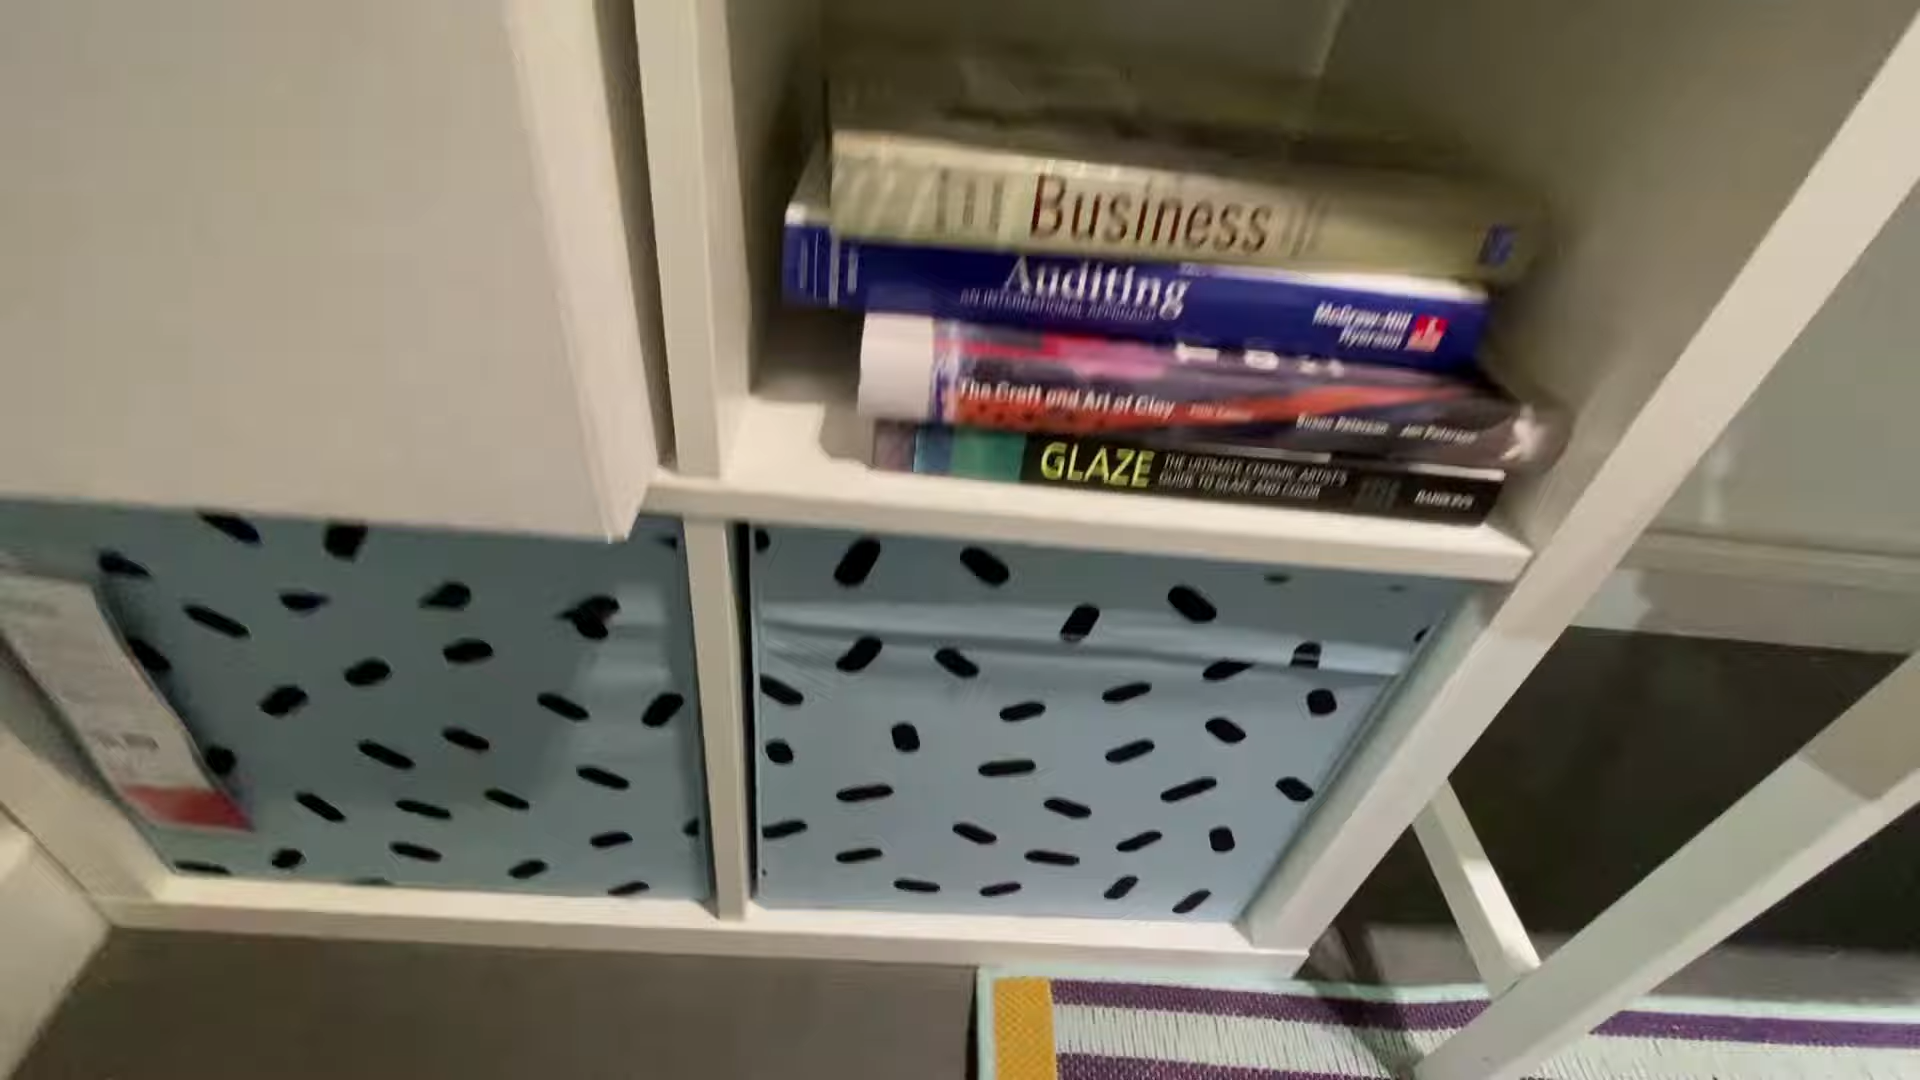 Business
Auditing
AN INTERNATIONAL APPROACH
McGraw-Hill
Ryerson
The Craft and Art of Clay
Susan Peterson
Jan Peterson
GLAZE
THE ULTIMATE CERAMIC ARTIST'S
GUIDE TO GLAZE AND COLOR
BARRON'S